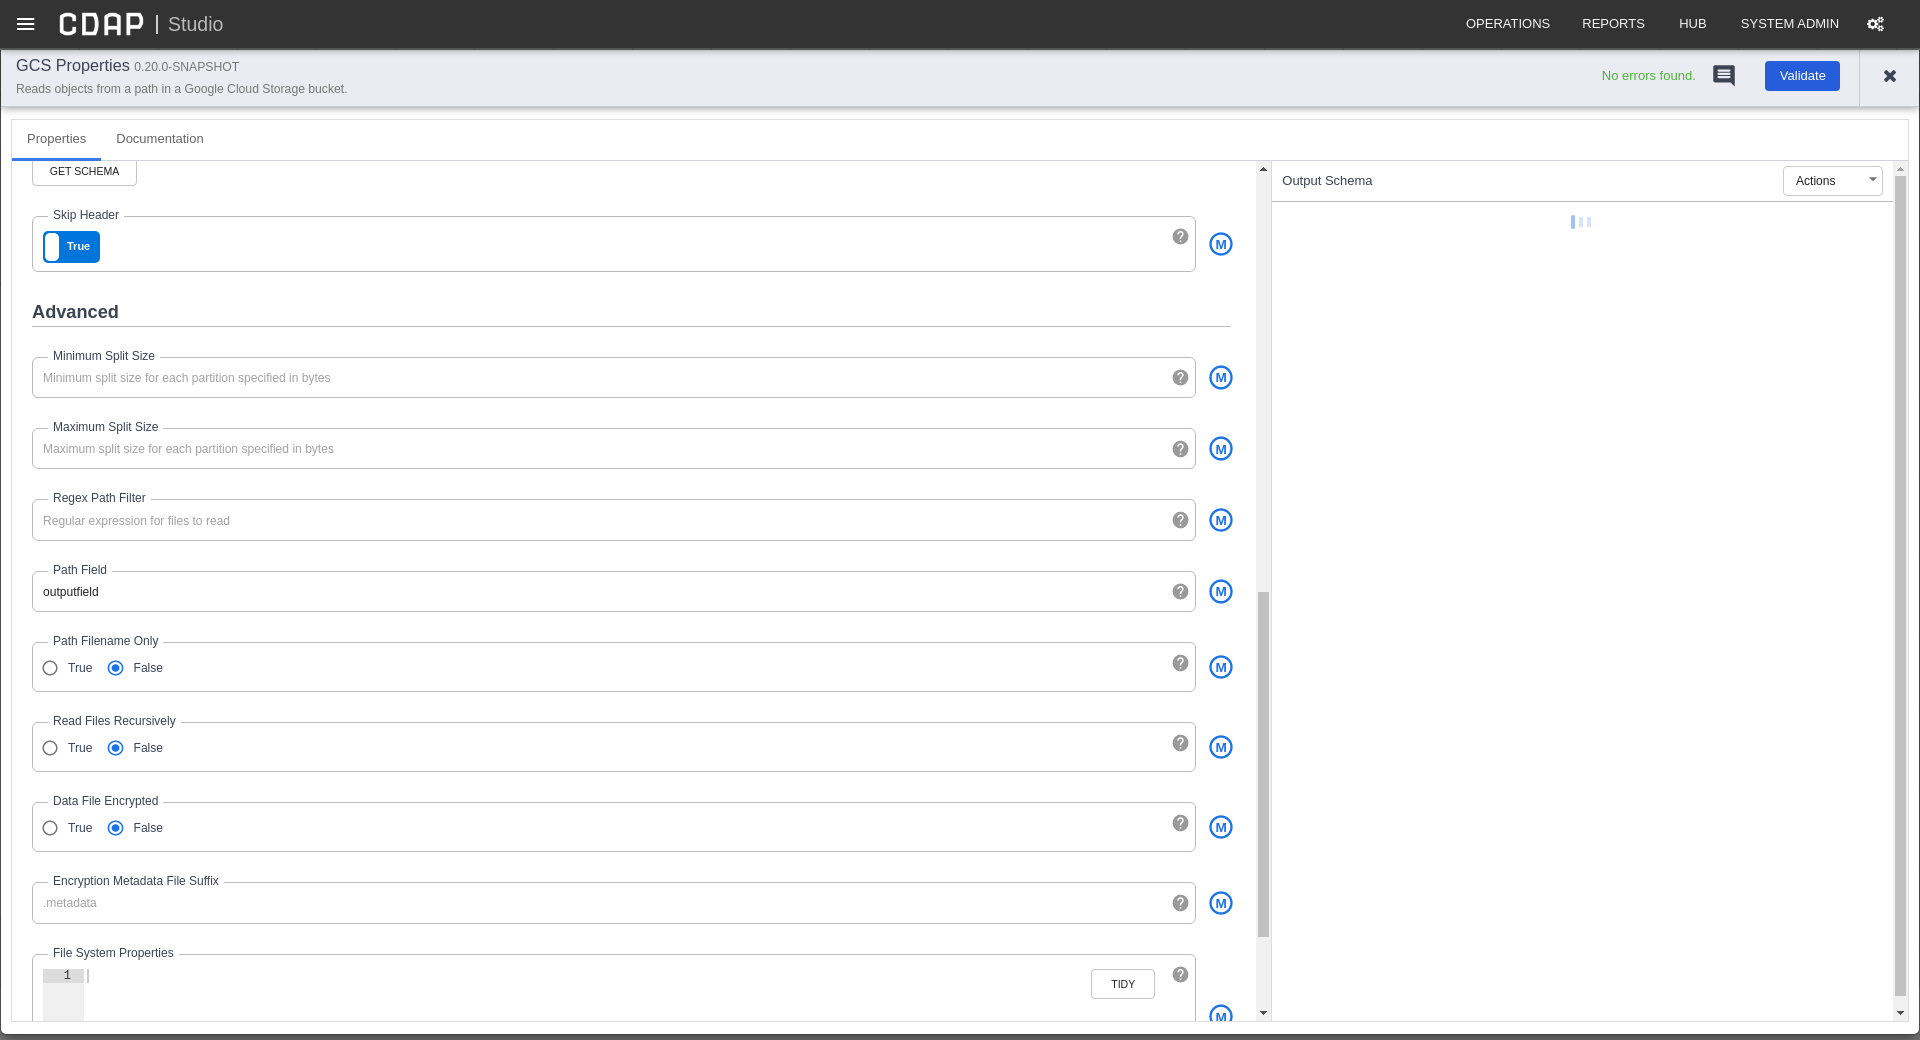 CDAP | Studio
OPERATIONS REPORTS HUB SYSTEM ADMIN
GCS Properties 0.20.0-SNAPSHOT
Reads objects from a path in a Google Cloud Storage bucket.
No errors found.
Validate
Properties Documentation
GET SCHEMA
Output Schema
Actions
Skip Header
True
M
Advanced
Minimum Split Size
Minimum split size for each partition specified in bytes
M
Maximum Split Size
Maximum split size for each partition specified in bytes
M
Regex Path Filter
Regular expression for files to read
M
Path Field
outputfield
M
Path Filename Only
True False
M
Read Files Recursively
True False
M
Data File Encrypted
True False
M
Encryption Metadata File Suffix
.metadata
M
File System Properties
1
TIDY
M